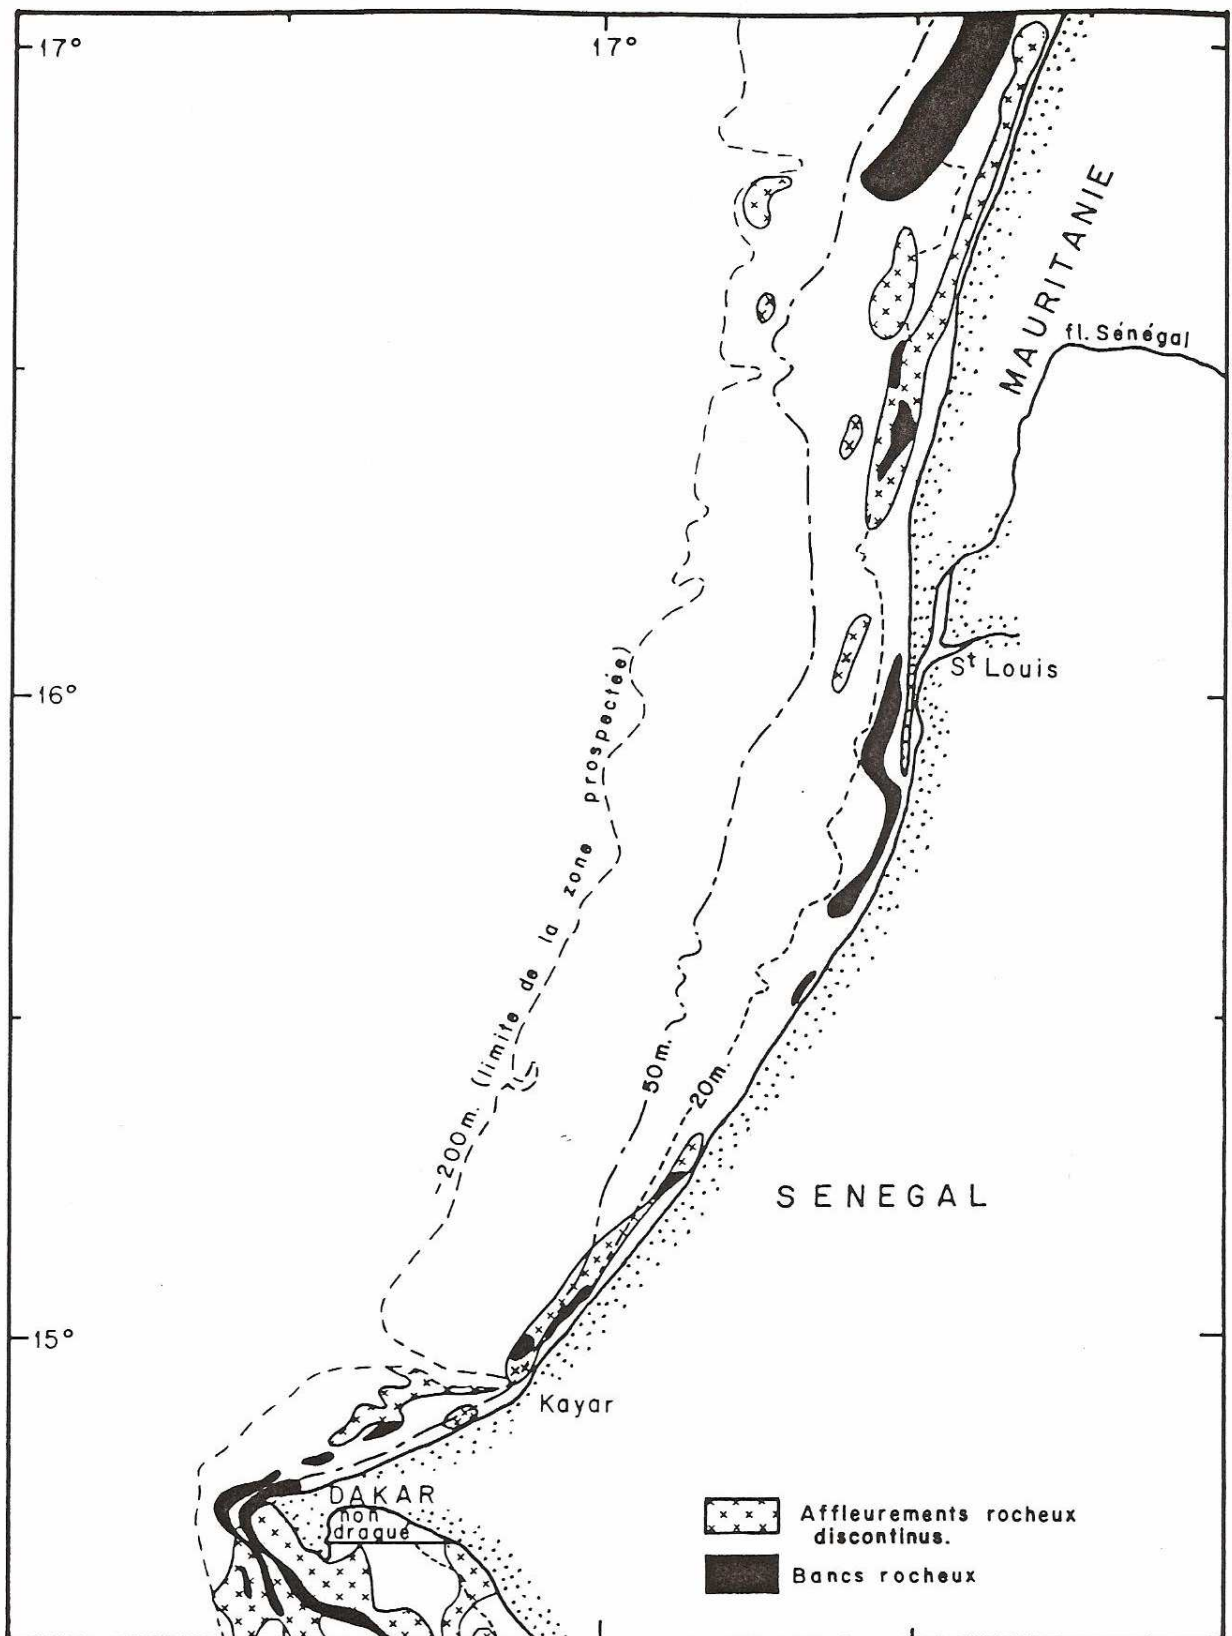 17°
17°
MAURITANIE
fl. Sénégal
St Louis
16°
-200m. (limite de la zone prospectée)
50m.
20m.
SENEGAL
15°
Kayar
DAKAR
non
dragué
Affleurements rocheux
discontinus.
Bancs rocheux